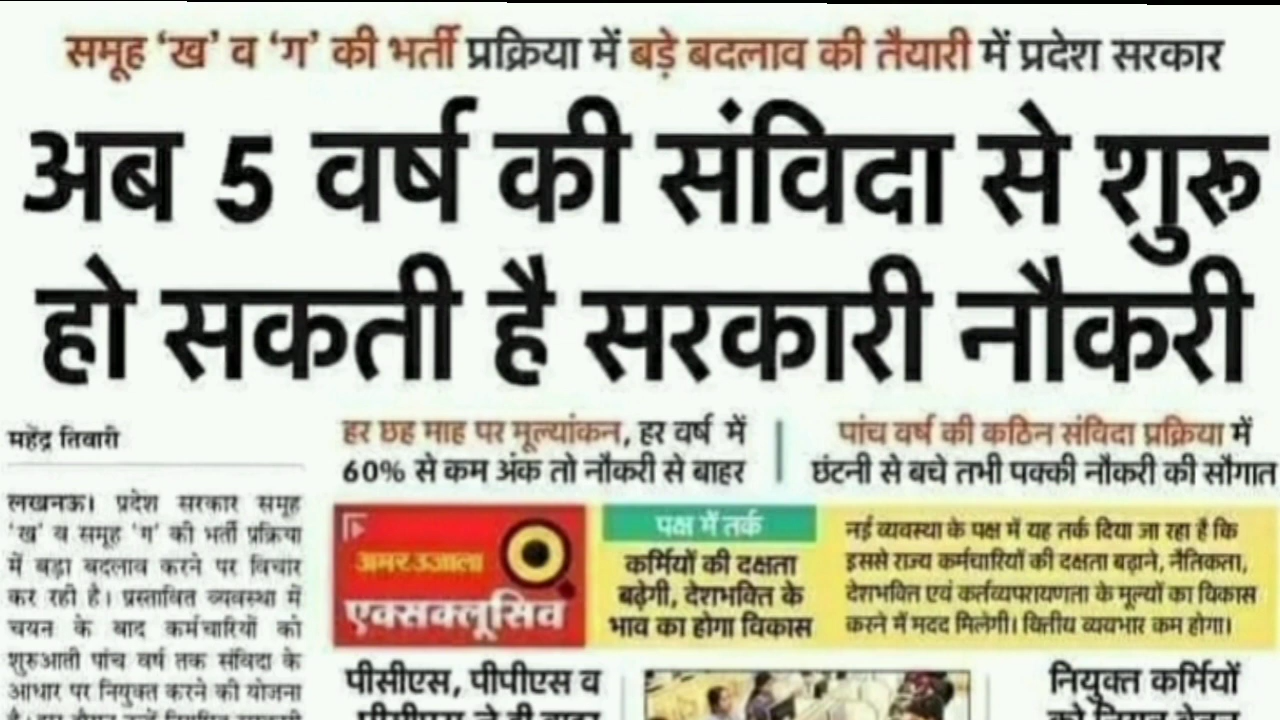 समूह ‘ख’ व ‘ग’ की भर्ती प्रक्रिया में बड़े बदलाव की तैयारी में प्रदेश सरकार
अब 5 वर्ष की संविदा से शुरू
हो सकती है सरकारी नौकरी
महेंद्र तिवारी
लखनऊ। प्रदेश सरकार समूह
‘ख’ व समूह ‘ग’ की भर्ती प्रक्रिया
में बड़ा बदलाव करने पर विचार
कर रही है। प्रस्तावित व्यवस्था में
चयन के बाद कर्मचारियों को
शुरुआती पांच वर्ष तक संविदा के
आधार पर नियुक्त करने की योजना
हर छह माह पर मूल्यांकन, हर वर्ष में
60% से कम अंक तो नौकरी से बाहर
पांच वर्ष की कठिन संविदा प्रक्रिया में
छंटनी से बचे तभी पक्की नौकरी की सौगात
अमर उजाला
एक्सक्लूसिव
पक्ष में तर्क
कर्मियों की दक्षता
बढ़ेगी, देशभक्ति के
भाव का होगा विकास
नई व्यवस्था के पक्ष में यह तर्क दिया जा रहा है कि
इससे राज्य कर्मचारियों की दक्षता बढ़ाने, नैतिकता,
देशभक्ति एवं कर्तव्यपरायणता के मूल्यों का विकास
करने में मदद मिलेगी। वित्तीय व्ययभार कम होगा।
पीसीएस, पीपीएस व
नियुक्त कर्मियों